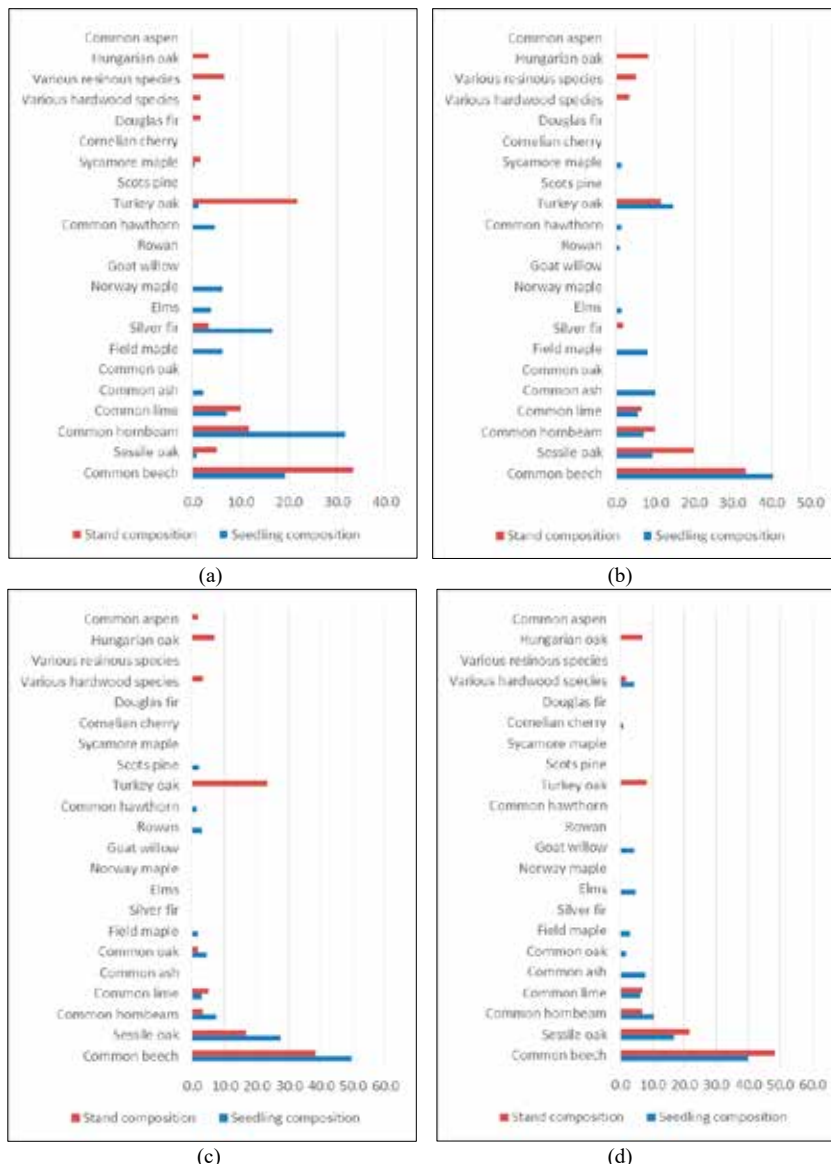 Common aspen
Hungarian oak
Various resinous species
Various hardwood species
Douglas fir
Cornelian cherry
Sycamore maple
Scots pine
Turkey oak
Common hawthorn
Rowan
Goat willow
Norway maple
Elms
Silver fir
Field maple
Common oak
Common ash
Common lime
Common hornbeam
Sessile oak
Common beech
0.0 10.0 20.0 30.0 40.0
Stand composition Seedling composition
(a)
Common aspen
Hungarian oak
Various resinous species
Various hardwood species
Douglas fir
Cornelian cherry
Sycamore maple
Scots pine
Turkey oak
Common hawthorn
Rowan
Goat willow
Norway maple
Elms
Silver fir
Field maple
Common oak
Common ash
Common lime
Common hornbeam
Sessile oak
Common beech
0.0 10.0 20.0 30.0 40.0 50.0
Stand composition Seedling composition
(b)
Common aspen
Hungarian oak
Various resinous species
Various hardwood species
Douglas fir
Cornelian cherry
Sycamore maple
Scots pine
Turkey oak
Common hawthorn
Rowan
Goat willow
Norway maple
Elms
Silver fir
Field maple
Common oak
Common ash
Common lime
Common hornbeam
Sessile oak
Common beech
0.0 10.0 20.0 30.0 40.0 50.0 60.0
Stand composition Seedling composition
(c)
Common aspen
Hungarian oak
Various resinous species
Various hardwood species
Douglas fir
Cornelian cherry
Sycamore maple
Scots pine
Turkey oak
Common hawthorn
Rowan
Goat willow
Norway maple
Elms
Silver fir
Field maple
Common oak
Common ash
Common lime
Common hornbeam
Sessile oak
Common beech
0.0 10.0 20.0 30.0 40.0 50.0 60.0
Stand composition Seedling composition
(d)